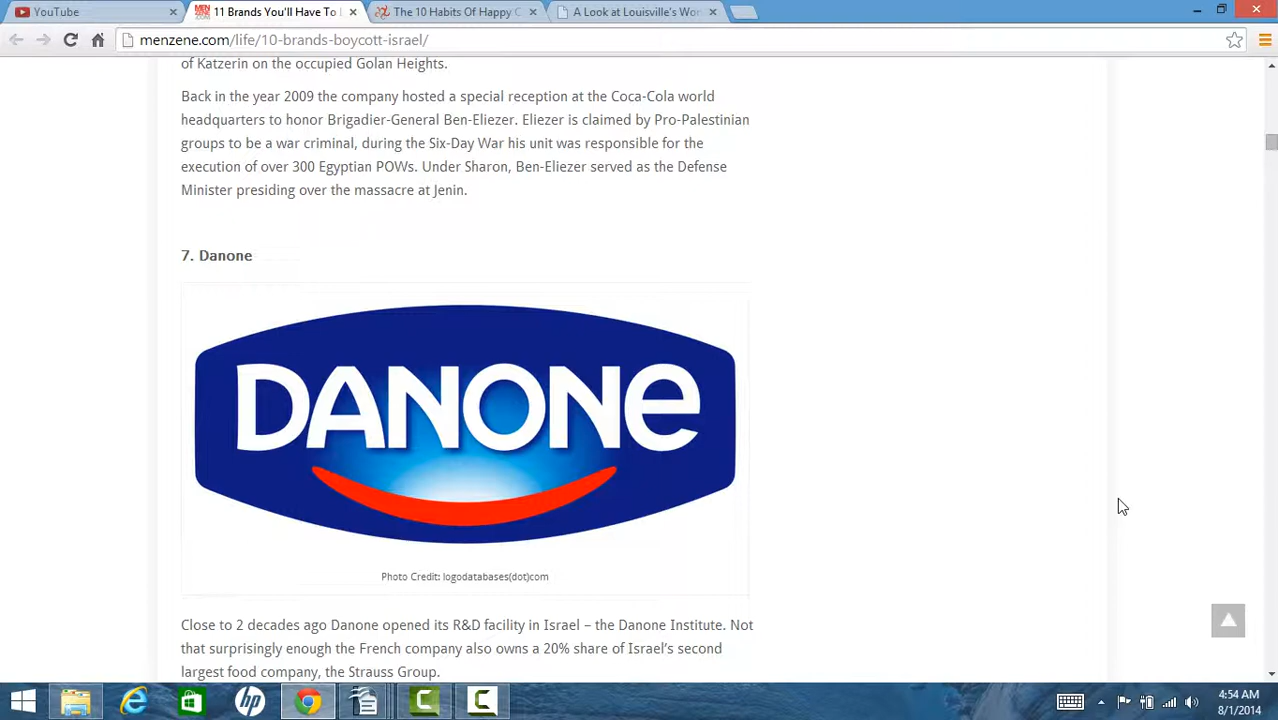 YouTube
11 Brands You'll Have To
The 10 Habits Of Happy C
A Look at Louisville's Wor
menzene.com/life/10-brands-boycott-israel/
of Katzerin on the occupied Golan Heights.
Back in the year 2009 the company hosted a special reception at the Coca-Cola world
headquarters to honor Brigadier-General Ben-Eliezer. Eliezer is claimed by Pro-Palestinian
groups to be a war criminal, during the Six-Day War his unit was responsible for the
execution of over 300 Egyptian POWs. Under Sharon, Ben-Eliezer served as the Defense
Minister presiding over the massacre at Jenin.
7. Danone
DANONE
Photo Credit: logodatabases(dot)com
Close to 2 decades ago Danone opened its R&D facility in Israel – the Danone Institute. Not
that surprisingly enough the French company also owns a 20% share of Israel's second
largest food company, the Strauss Group.
hp
4:54 AM
8/1/2014